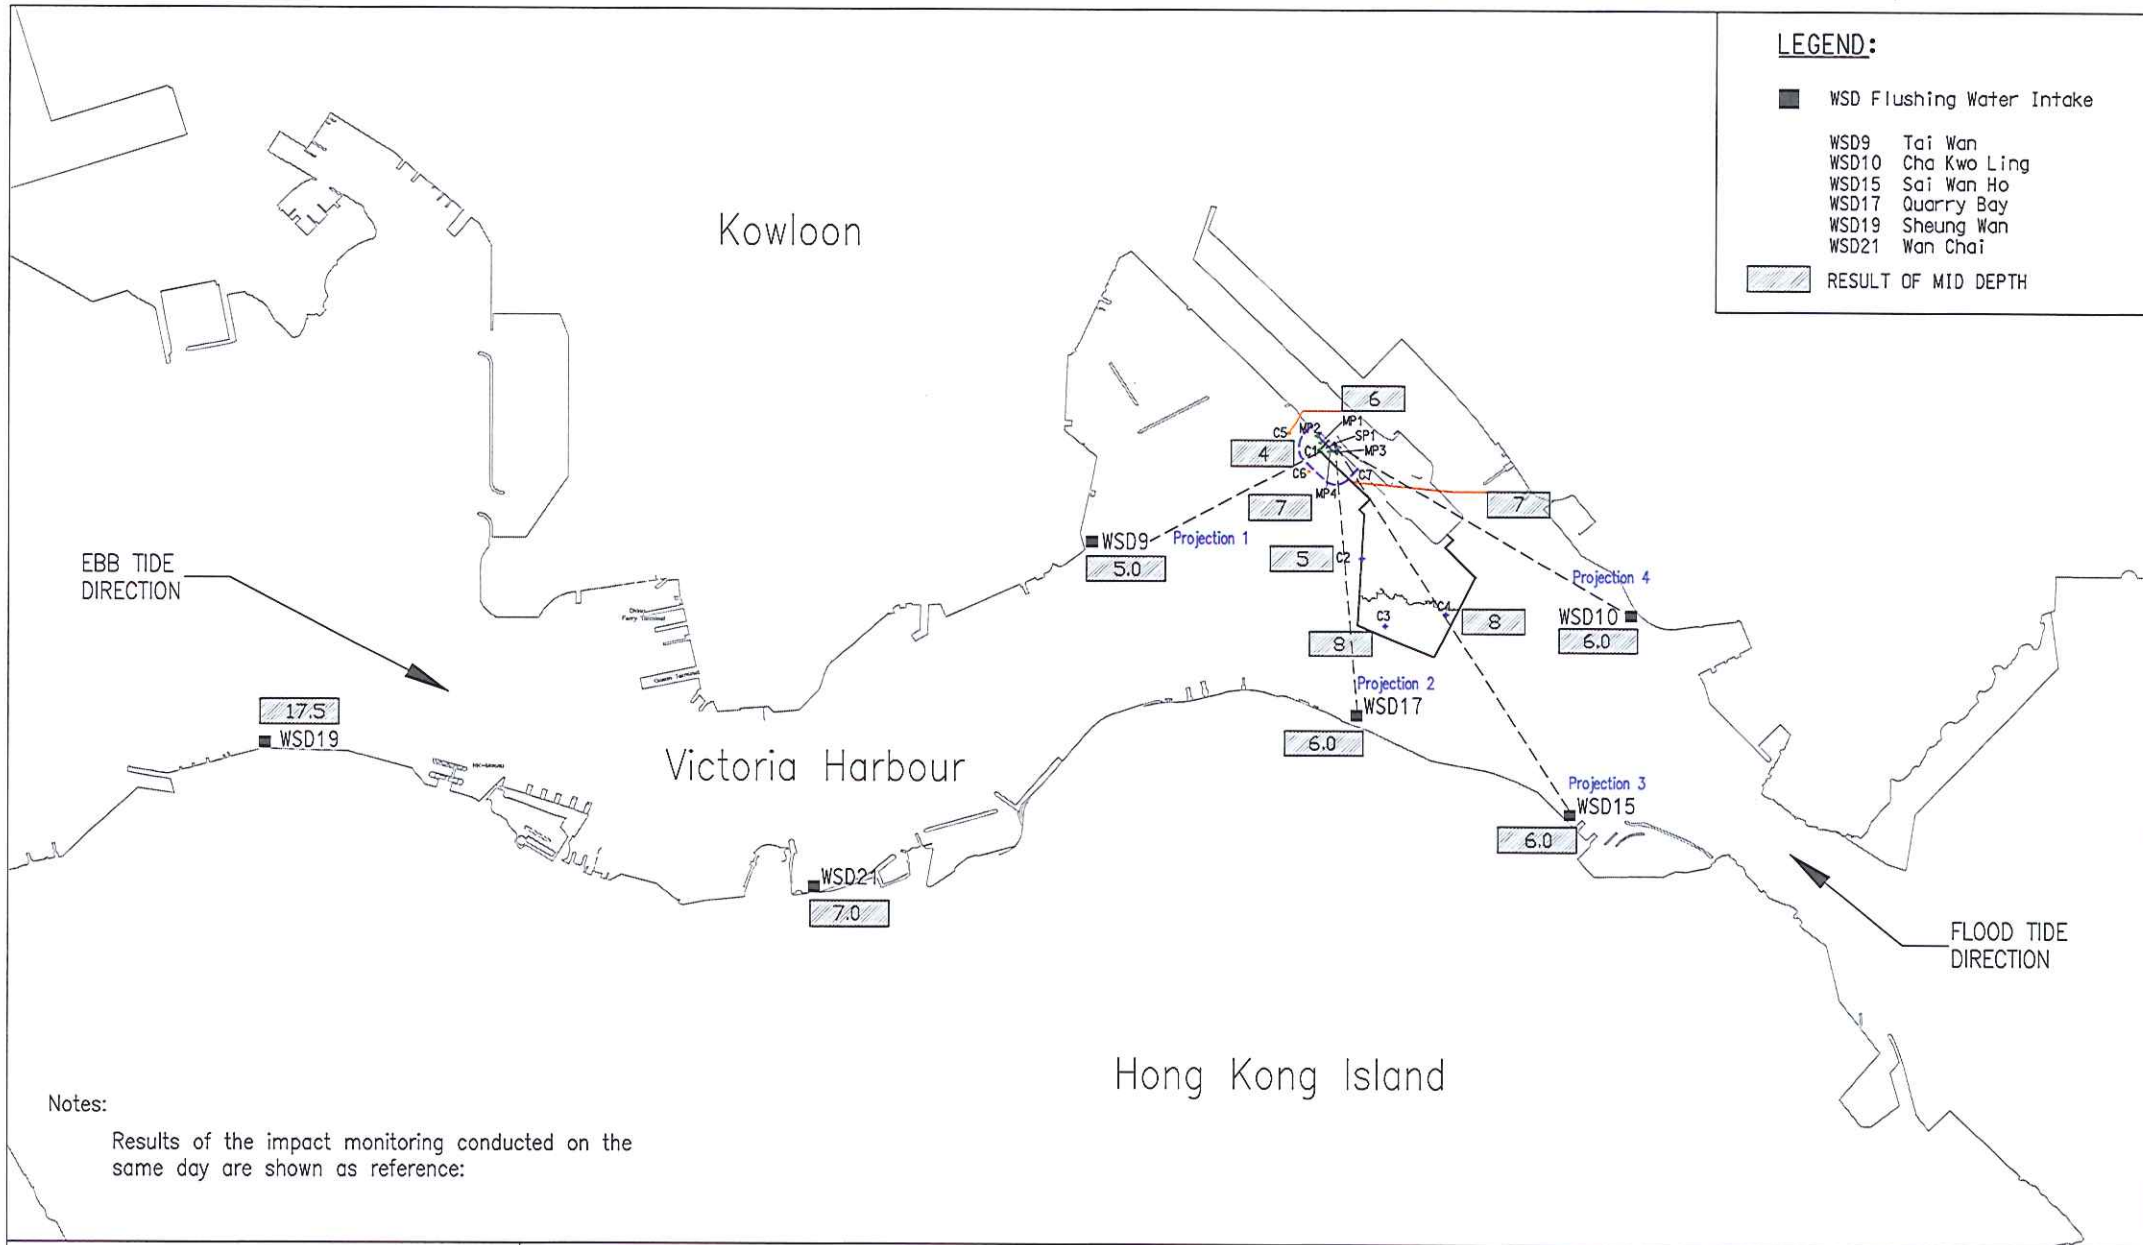 LEGEND:
WSD Flushing Water Intake
WSD9 Tai Wan
WSD10 Cha Kwo Ling
WSD15 Sai Wan Ho
WSD17 Quarry Bay
WSD19 Sheung Wan
WSD21 Wan Chai
RESULT OF MID DEPTH
Kowloon
6
MP1
MP2
C5
SP1
4
C1
MP3
C6
C7
MP4
7
7
WSD9
Projection 1
5.0
5
C2
EBB TIDE
DIRECTION
Projection 4
WSD10
6.0
C4
8
C3
8
Ferry Terminal
Projection 2
WSD17
6.0
17.5
WSD19
Victoria Harbour
Projection 3
WSD15
6.0
WSD21
7.0
FLOOD TIDE
DIRECTION
Hong Kong Island
Notes:
Results of the impact monitoring conducted on the
same day are shown as reference: